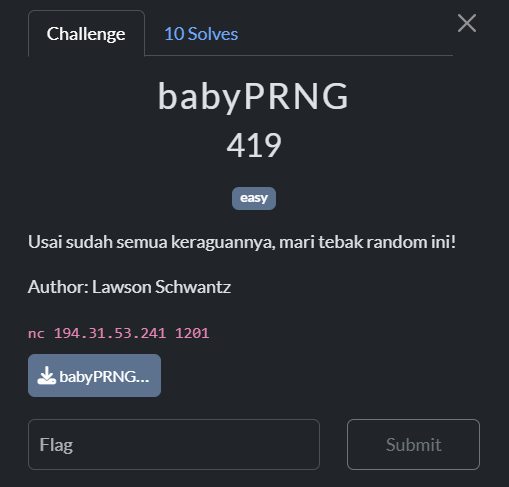 Challenge
10 Solves
babyPRNG
419
easy
Usai sudah semua keraguannya, mari tebak random ini!
Author: Lawson Schwantz
nc 194.31.53.241 1201
babyPRNG...
Flag
Submit